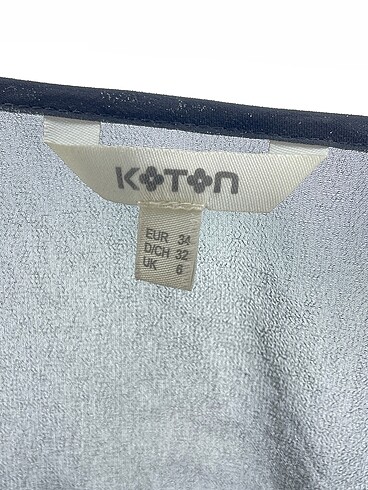 KOTON
EUR 34
D/CH 32
UK 6